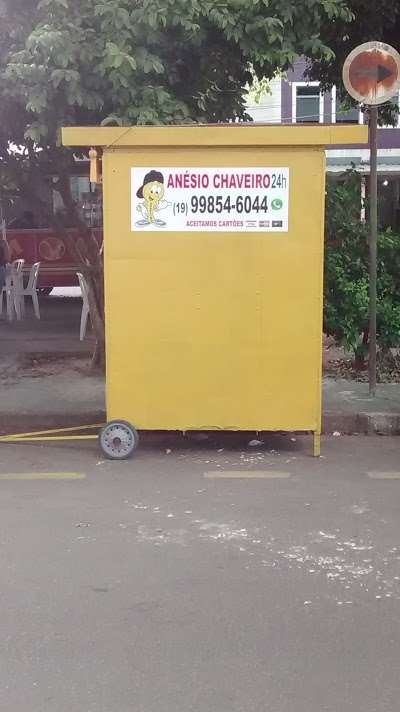 ANÉSIO CHAVEIRO 24h
(19) 99854-6044
ACEITAMOS CARTÕES